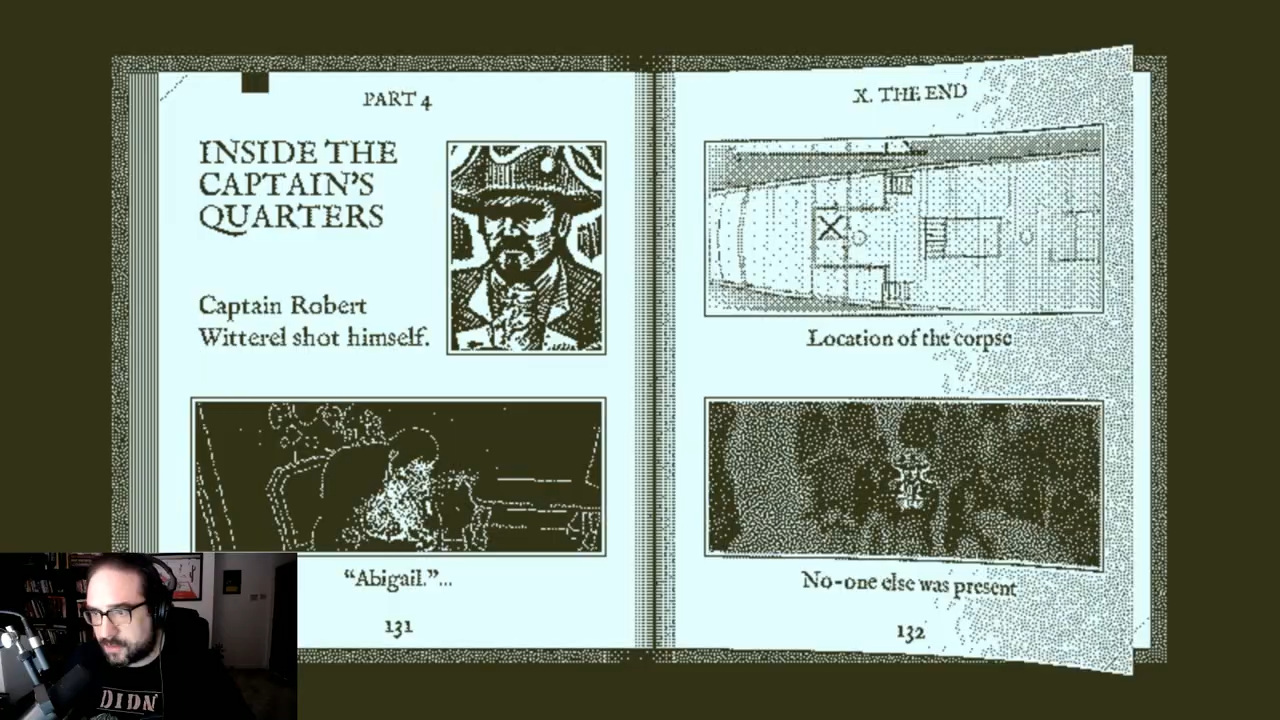 PART 4
INSIDE THE
CAPTAIN'S
QUARTERS
Captain Robert
Witterel shot himself.
"Abigail."...
131
X. THE END
Location of the corpse
No-one else was present
132
DIDN